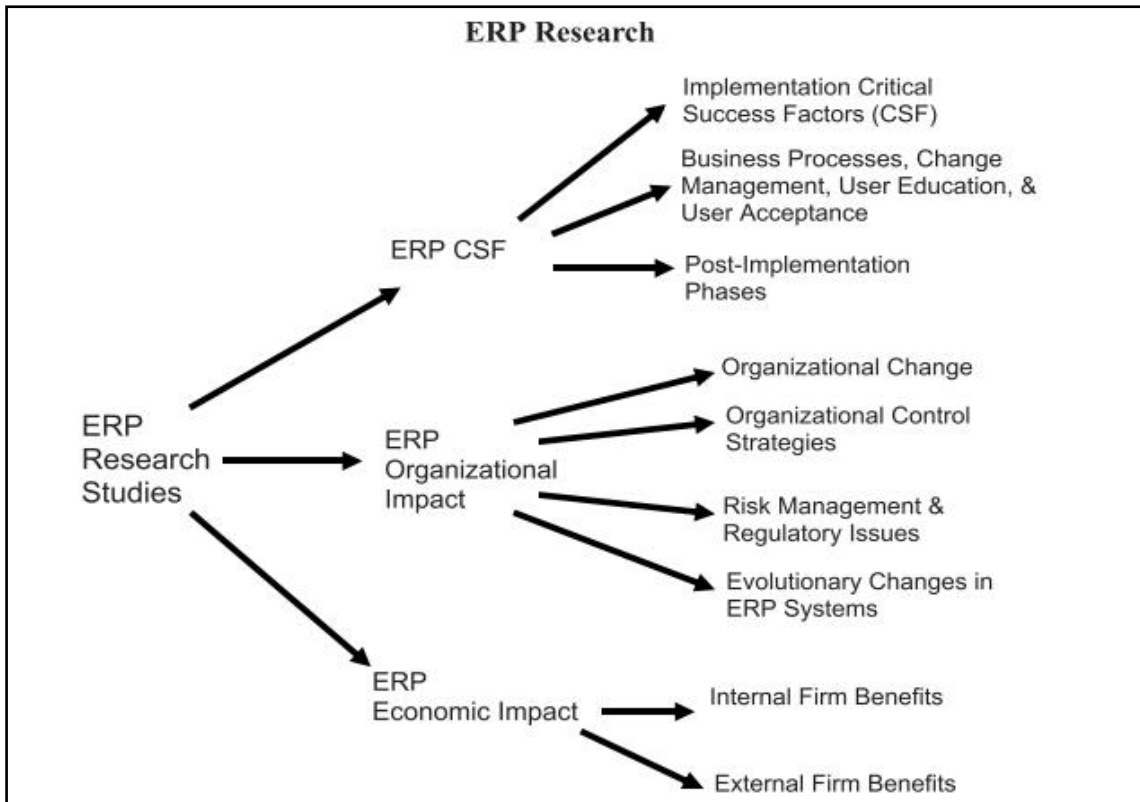 ERP Research
Implementation Critical
Success Factors (CSF)
Business Processes, Change
Management, User Education, &
User Acceptance
ERP CSF
Post-Implementation
Phases
Organizational Change
Organizational Control
Strategies
ERP
Research
Studies
ERP
Organizational
Impact
Risk Management &
Regulatory Issues
Evolutionary Changes in
ERP Systems
ERP
Economic Impact
Internal Firm Benefits
External Firm Benefits